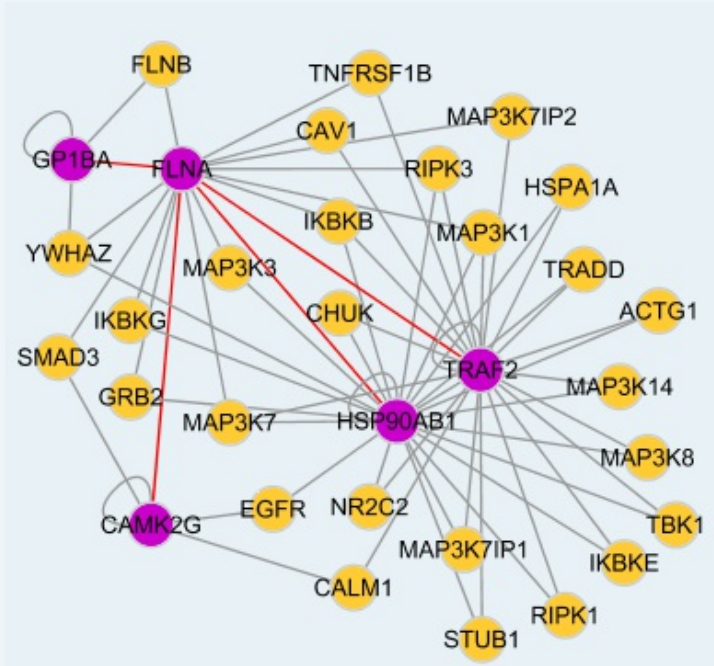 FLNB
TNFRSF1B
CAV1
MAP3K7IP2
GP1BA
FLNA
RIPK3
HSPA1A
IKBKB
MAP3K1
YWHAZ
MAP3K3
TRADD
IKBKG
CHUK
ACTG1
SMAD3
TRAF2
GRB2
MAP3K14
MAP3K7
HSP90AB1
MAP3K8
EGFR
NR2C2
CAMK2G
TBK1
MAP3K7IP1
IKBKE
CALM1
RIPK1
STUB1